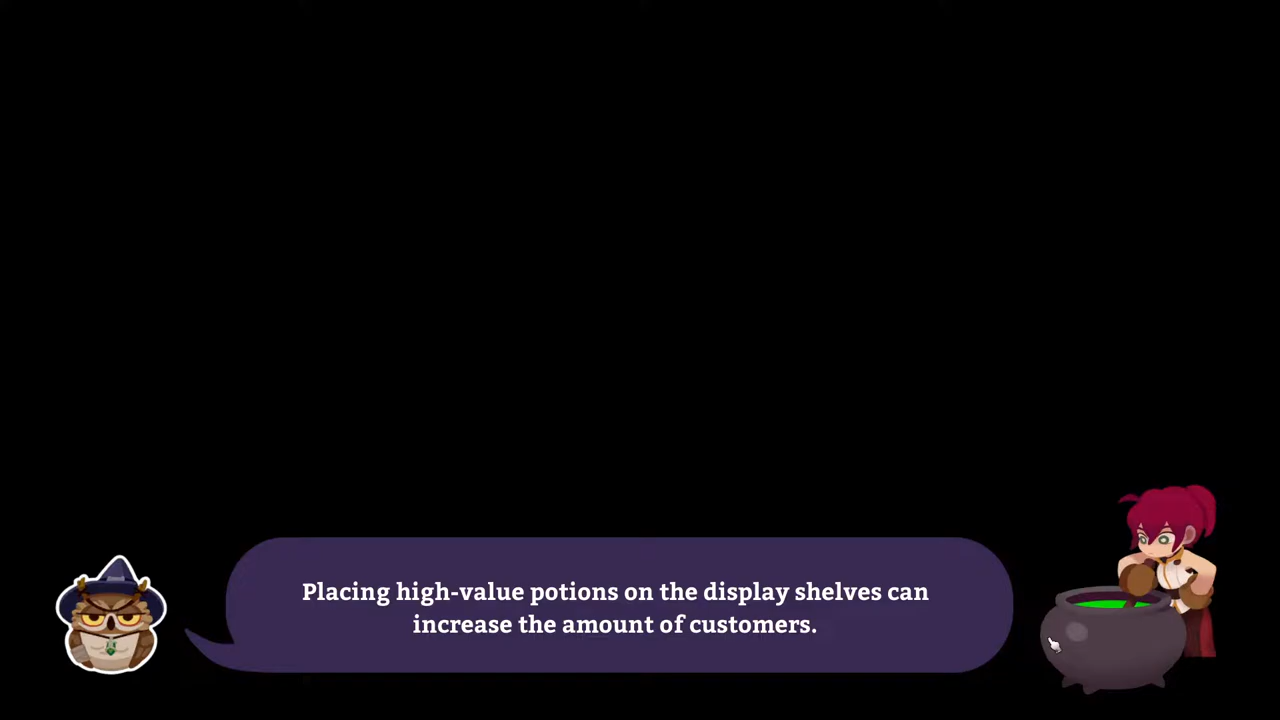 Placing high-value potions on the display shelves can
increase the amount of customers.